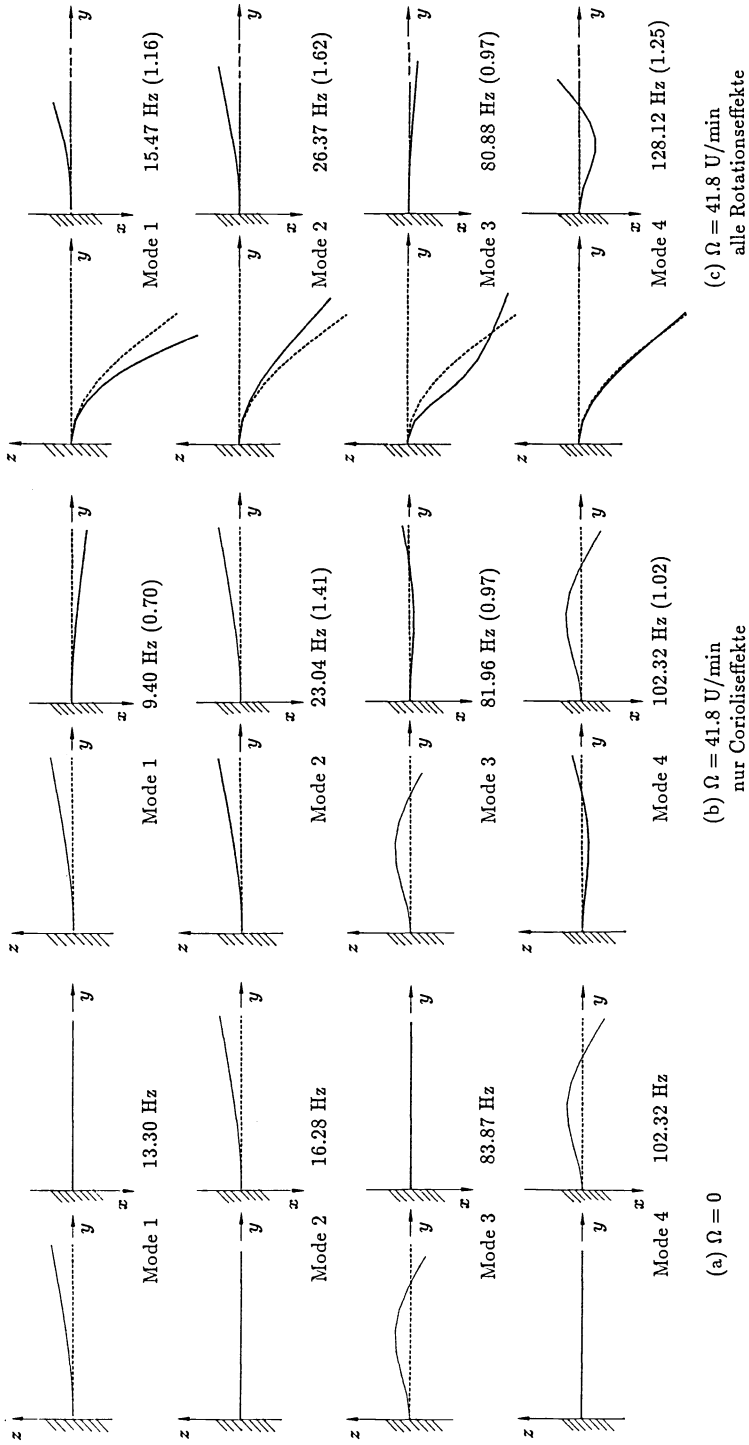 z
y
x
y
Mode 1
13.30 Hz
z
y
x
y
Mode 2
16.28 Hz
z
y
x
y
Mode 3
83.87 Hz
z
y
x
y
Mode 4
102.32 Hz
(a) Ω = 0
z
y
x
y
Mode 1
9.40 Hz (0.70)
z
y
x
y
Mode 2
23.04 Hz (1.41)
z
y
x
y
Mode 3
81.96 Hz (0.97)
z
y
x
y
Mode 4
102.32 Hz (1.02)
(b) Ω = 41.8 U/min
nur Corioliseffekte
z
y
x
y
Mode 1
15.47 Hz (1.16)
z
y
x
y
Mode 2
26.37 Hz (1.62)
z
y
x
y
Mode 3
80.88 Hz (0.97)
z
y
x
y
Mode 4
128.12 Hz (1.25)
(c) Ω = 41.8 U/min
alle Rotationseffekte